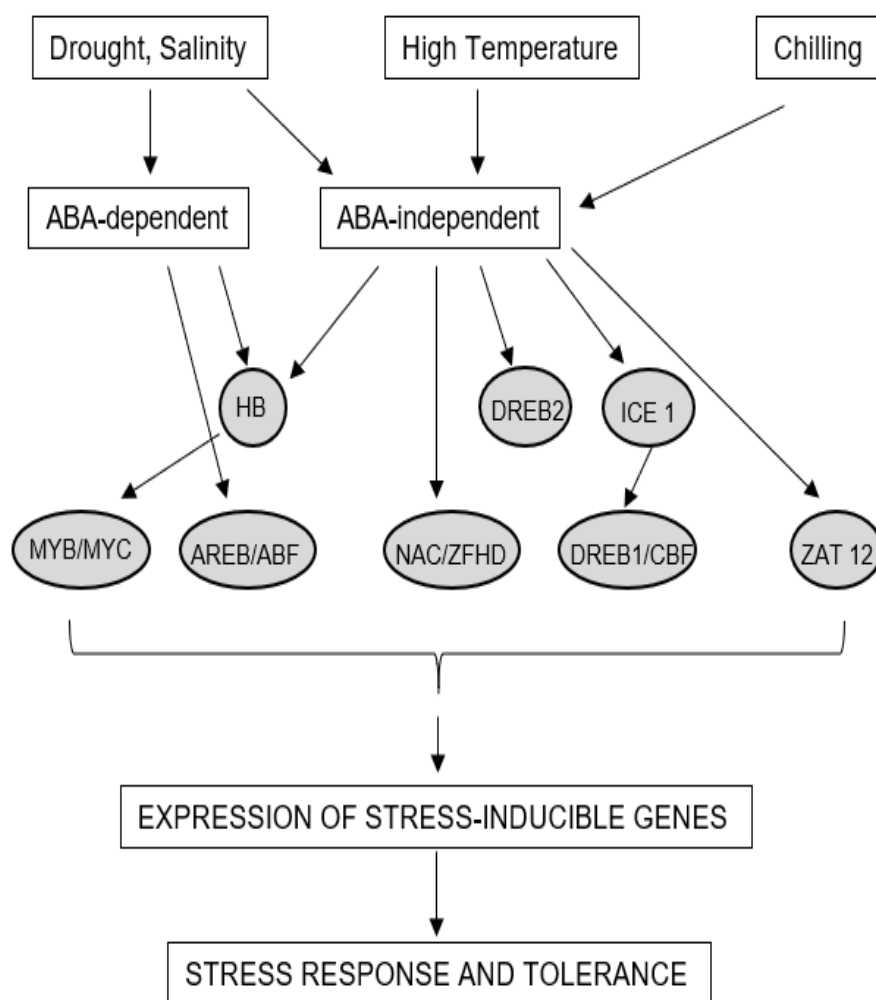 Drought, Salinity
High Temperature
Chilling
ABA-dependent
ABA-independent
HB
DREB2
ICE 1
MYB/MYC
AREB/ABF
NAC/ZFHD
DREB1/CBF
ZAT 12
EXPRESSION OF STRESS-INDUCIBLE GENES
STRESS RESPONSE AND TOLERANCE